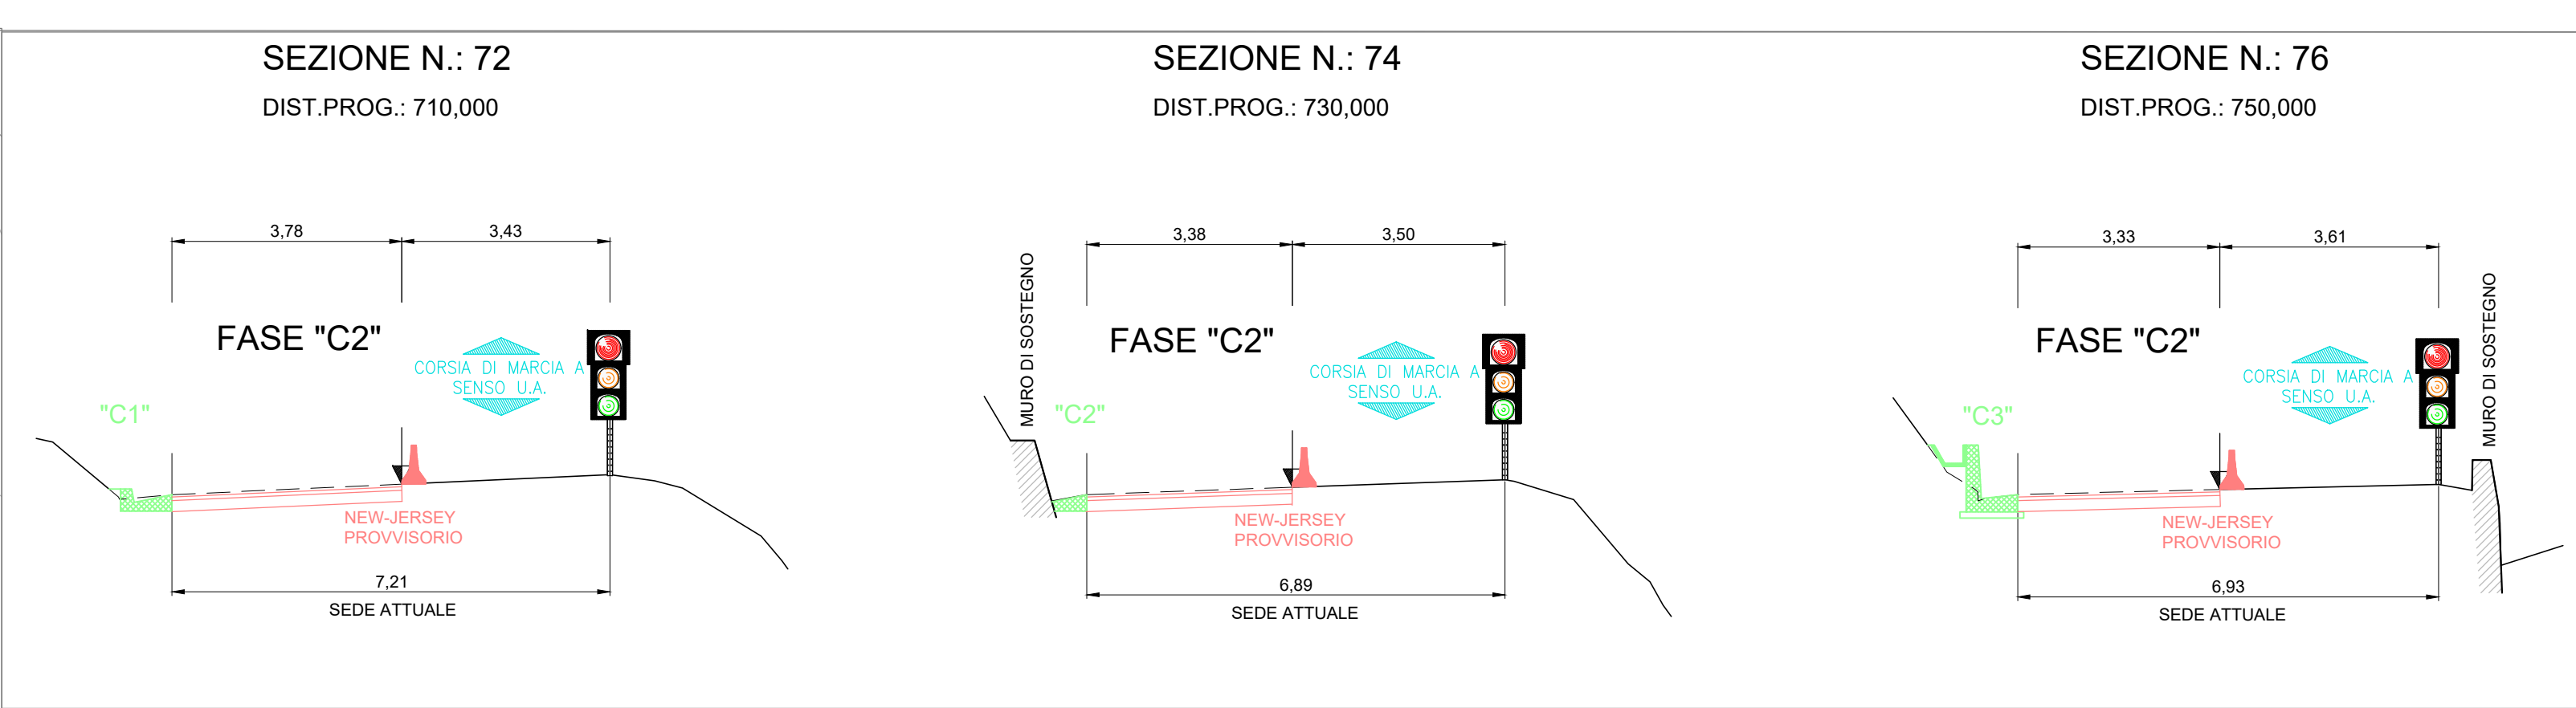 SEZIONE N.: 72
DIST.PROG.: 710,000
3,78
3,43
FASE "C2"
CORSIA DI MARCIA A
SENSO U.A.
"C1"
NEW-JERSEY
PROVVISORIO
7,21
SEDE ATTUALE
SEZIONE N.: 74
DIST.PROG.: 730,000
3,38
3,50
MURO DI SOSTEGNO
FASE "C2"
CORSIA DI MARCIA A
SENSO U.A.
"C2"
NEW-JERSEY
PROVVISORIO
6,89
SEDE ATTUALE
SEZIONE N.: 76
DIST.PROG.: 750,000
3,33
3,61
FASE "C2"
CORSIA DI MARCIA A
SENSO U.A.
MURO DI SOSTEGNO
"C3"
NEW-JERSEY
PROVVISORIO
6,93
SEDE ATTUALE